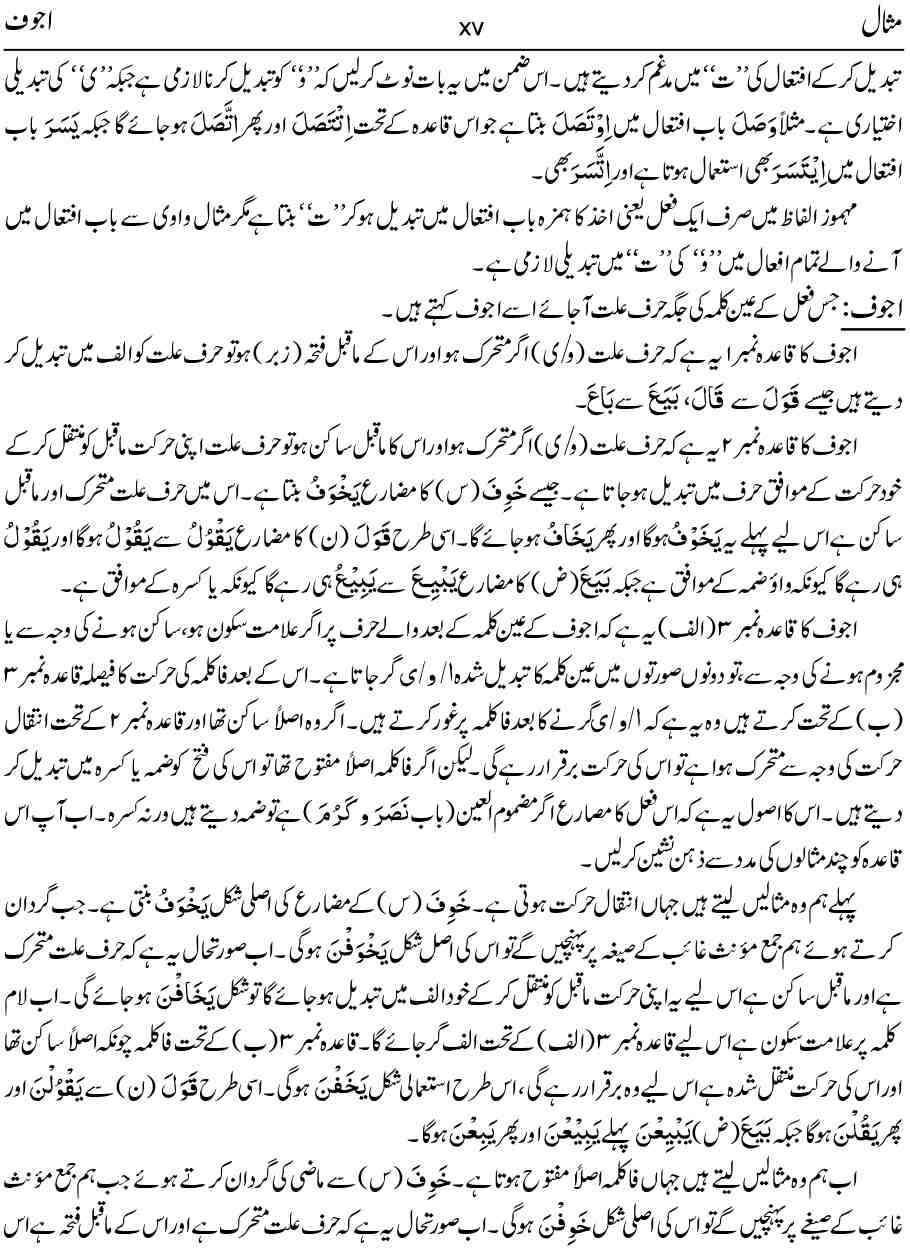 مثال xv اجوف
تبدیل کر کے افتعال کی ’’ت‘‘ میں مدغم کر دیتے ہیں۔ اس ضمن میں یہ بات نوٹ کر لیں کہ ’’وْ‘‘ کو تبدیل کرنا لازمی ہے جبکہ ’’ی‘‘ کی تبدیلی
اختیاری ہے۔ مثلاً وَصَلَ باب افتعال میں اِوْتَصَلَ بنتا ہے جو اس قاعدہ کے تحت اِتْتَصَلَ اور پھر اِتَّصَلَ ہو جائے گا جبکہ یَسَرَ باب
افتعال میں اِیْتَسَرَ بھی استعمال ہوتا ہے اور اِتَّسَرَ بھی۔
مہموز الفاظ میں صرف ایک فعل یعنی اخذ کا ہمزہ باب افتعال میں تبدیل ہو کر ’’ت‘‘ بنتا ہے مگر مثال واوی سے باب افتعال میں
آنے والے تمام افعال میں ’’وْ‘‘ کی ’’ت‘‘ میں تبدیلی لازمی ہے۔
اجوف: جس فعل کے عین کلمہ کی جگہ حرف علت آ جائے اسے اجوف کہتے ہیں۔
اجوف کا قاعدہ نمبر ۱ یہ ہے کہ حرف علت (و/ی) اگر متحرک ہو اور اس کے ماقبل فتحہ (زبر) ہو تو حرف علت کو الف میں تبدیل کر
دیتے ہیں جیسے قَوَلَ سے قَالَ، بَیَعَ سے بَاعَ۔
اجوف کا قاعدہ نمبر ۲ یہ ہے کہ حرف علت (و/ی) اگر متحرک ہو اور اس کا ماقبل ساکن ہو تو حرف علت اپنی حرکت ماقبل کو منتقل کر کے
خود حرکت کے موافق حرف میں تبدیل ہو جاتا ہے۔ جیسے خَوِفَ (س) کا مضارع یَخْوَفُ بنتا ہے۔ اس میں حرف علت متحرک اور ماقبل
ساکن ہے اس لیے پہلے یہ یَخَوْفُ ہوگا اور پھر یَخَافُ ہو جائے گا۔ اسی طرح قَوَلَ (ن) کا مضارع یَقْوُلُ سے یَقُوْلُ ہوگا اور یَقُوْلُ
ہی رہے گا کیونکہ واؤ ضمہ کے موافق ہے جبکہ بَیَعَ (ض) کا مضارع یَبْیِعَ سے یَبِیْعُ ہی رہے گا کیونکہ یا کسرہ کے موافق ہے۔
اجوف کا قاعدہ نمبر ۳ (الف) یہ ہے کہ اجوف کے عین کلمہ کے بعد والے حرف پر اگر علامت سکون ہو، ساکن ہونے کی وجہ سے یا
مجزوم ہونے کی وجہ سے، تو دونوں صورتوں میں عین کلمہ کا تبدیل شدہ ا/و/ی گر جاتا ہے۔ اس کے بعد فا کلمہ کی حرکت کا فیصلہ قاعدہ نمبر ۳
(ب) کے تحت کرتے ہیں وہ یہ ہے کہ ا/و/ی گرنے کا بعد فا کلمہ پر غور کرتے ہیں۔ اگر وہ اصلاً ساکن تھا اور قاعدہ نمبر ۲ کے تحت انتقال
حرکت کی وجہ سے متحرک ہوا ہے تو اس کی حرکت برقرار رہے گی۔ لیکن اگر فا کلمہ اصلاً مفتوح تھا تو اس کی فتح کو ضمہ یا کسرہ میں تبدیل کر
دیتے ہیں۔ اس کا اصول یہ ہے کہ اس فعل کا مصارع اگر مضموم العین (باب نَصَرَ و کَرُمَ) ہے تو ضمہ دیتے ہیں ورنہ کسرہ۔ اب آپ اس
قاعدہ کو چند مثالوں کی مدد سے ذہن نشین کر لیں۔
پہلے ہم وہ مثالیں لیتے ہیں جہاں انتقال حرکت ہوتی ہے۔ خَوِفَ (س) کے مضارع کی اصلی شکل یَخْوَفُ بنتی ہے۔ جب گردان
کرتے ہوئے ہم جمع مؤنث غائب کے صیغہ پر پہنچیں گے تو اس کی اصل شکل یَخْوَفْنَ ہوگی۔ اب صورتحال یہ ہے کہ حرف علت متحرک
ہے اور ماقبل ساکن ہے اس لیے یہ اپنی حرکت ماقبل کو منتقل کر کے خود الف میں تبدیل ہو جائے گا تو شکل یَخَافْنَ ہو جائے گی۔ اب لام
کلمہ پر علامت سکون ہے اس لیے قاعدہ نمبر ۳ (الف) کے تحت الف گر جائے گا۔ قاعدہ نمبر ۳ (ب) کے تحت فا کلمہ چونکہ اصلاً ساکن تھا
اور اس کی حرکت منتقل شدہ ہے اس لیے وہ برقرار رہے گی، اس طرح استعمالی شکل یَخَفْنَ ہوگی۔ اسی طرح قَوَلَ (ن) سے یَقْوُلْنَ اور
پھر یَقُلْنَ ہوگا جبکہ بَیَعَ (ض) یَبْیِعْنَ پہلے یَبِیْعْنَ اور پھر یَبِعْنَ ہوگا۔
اب ہم وہ مثالیں لیتے ہیں جہاں فا کلمہ اصلاً مفتوح ہوتا ہے۔ خَوِفَ (س) سے ماضی کی گردان کرتے ہوئے جب ہم جمع مؤنث
غائب کے صیغے پر پہنچیں گے تو اس کی اصلی شکل خَوِفْنَ ہوگی۔ اب صورتحال یہ ہے کہ حرف علت متحرک ہے اور اس کے ماقبل فتحہ ہے اس